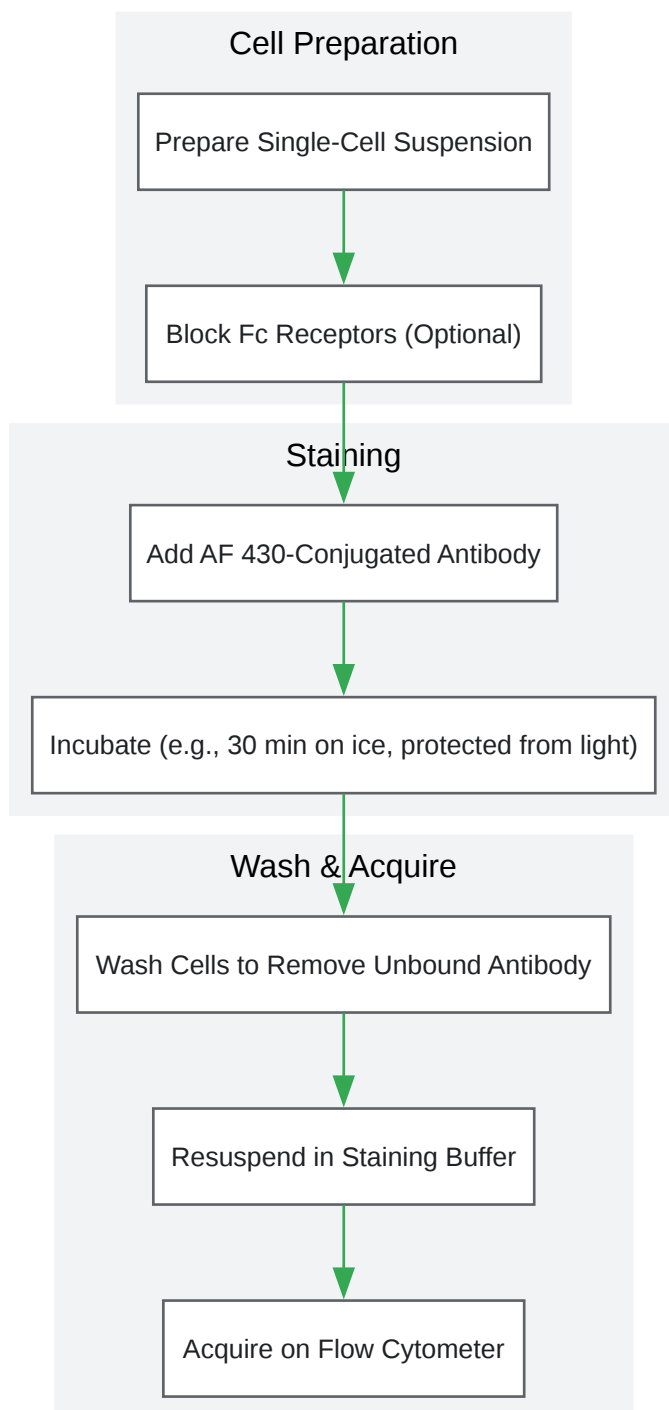 Cell Preparation
Prepare Single-Cell Suspension
Block Fc Receptors (Optional)
Staining
Add AF 430-Conjugated Antibody
Incubate (e.g., 30 min on ice, protected from light)
Wash & Acquire
Wash Cells to Remove Unbound Antibody
Resuspend in Staining Buffer
Acquire on Flow Cytometer